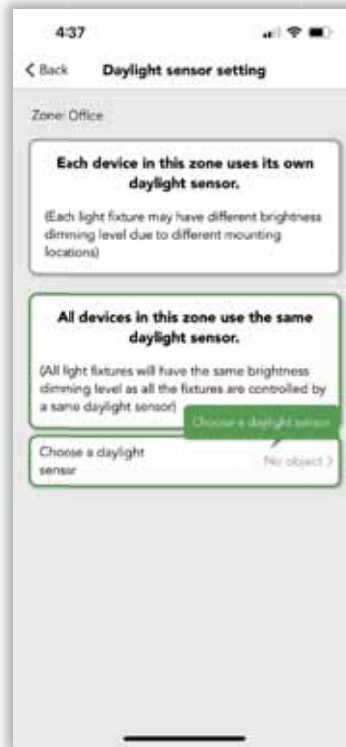 4:37
Back Daylight sensor setting
Zone: Office
Each device in this zone uses its own
daylight sensor.
(Each light fixture may have different brightness
dimming level due to different mounting
locations)
All devices in this zone use the same
daylight sensor.
(All light fixtures will have the same brightness
dimming level as all the fixtures are controlled by
a same daylight sensor)
Choose a daylight sensor
Choose a daylight
sensor
No object